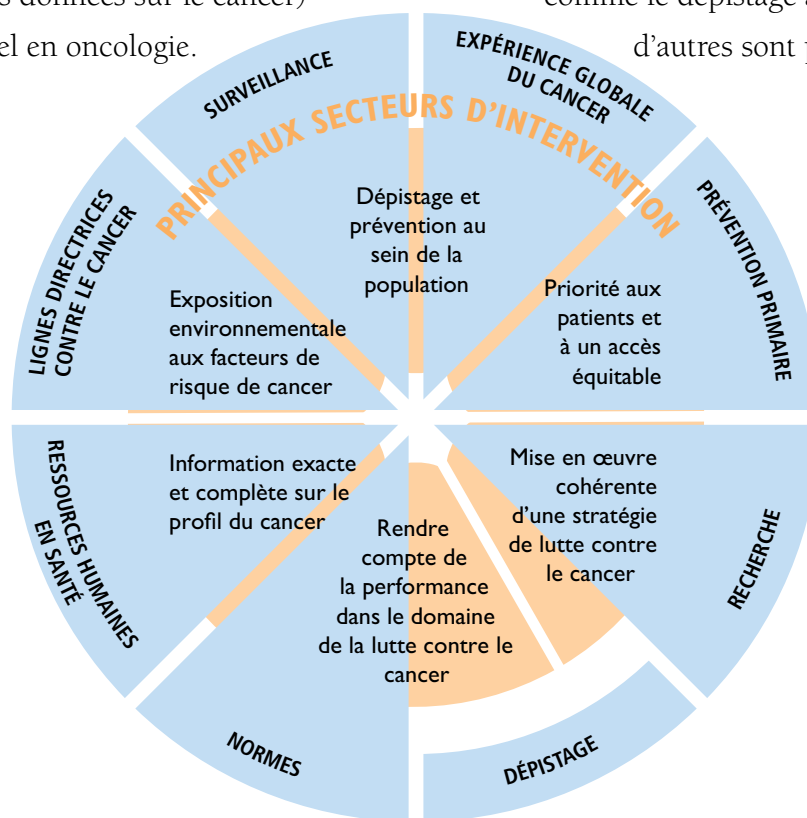 s données sur le cancer)
el en oncologie.
comme le dépistage
d'autres sont
SURVEILLANCE
EXPÉRIENCE GLOBALE
DU CANCER
PRINCIPAUX SECTEURS D'INTERVENTION
LIGNES DIRECTRICES
CONTRE LE CANCER
PRÉVENTION PRIMAIRE
Dépistage et
prévention au
sein de la
population
Exposition
environnementale
aux facteurs de
risque de cancer
Priorité aux
patients et
à un accès
équitable
Information exacte
et complète sur le
profil du cancer
Mise en œuvre
cohérente
d'une stratégie
de lutte contre
le cancer
Rendre
compte de
la performance
dans le domaine
de la lutte contre le
cancer
RESSOURCES HUMAINES
EN SANTÉ
RECHERCHE
NORMES
DÉPISTAGE